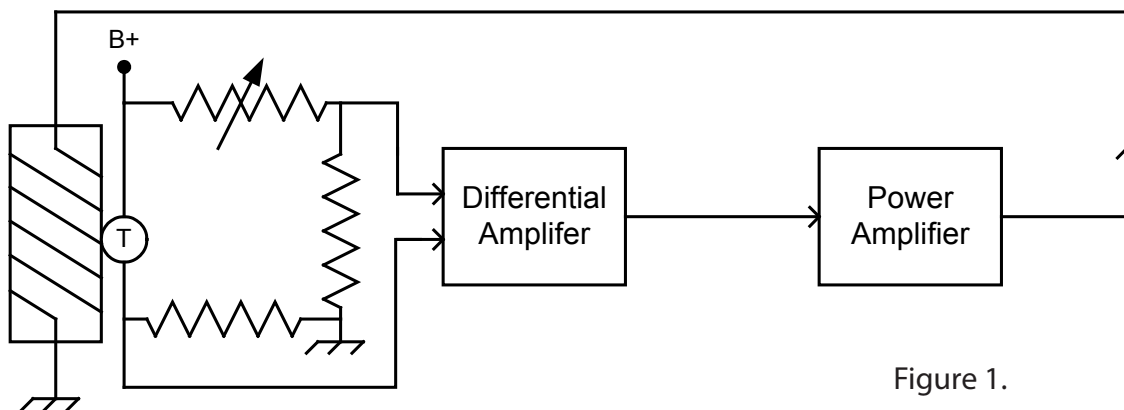 B+
T
Differential
Amplifer
Power
Amplifier
Figure 1.